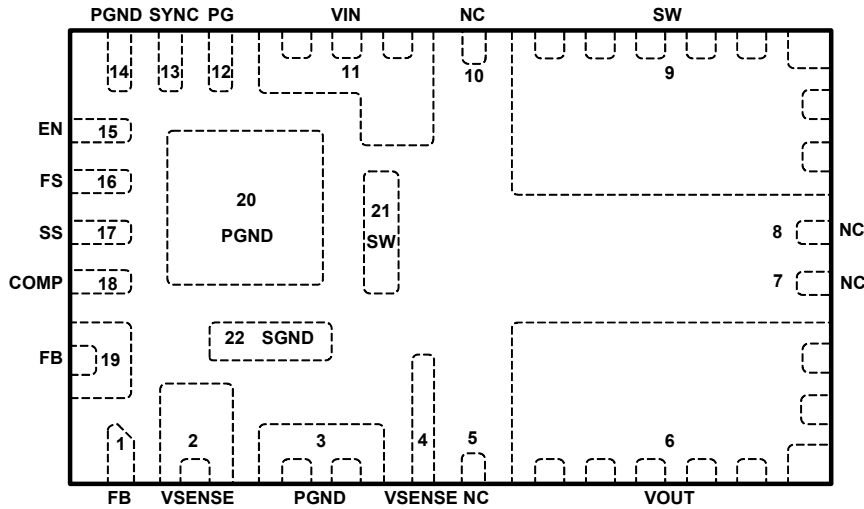 PGND SYNC PG VIN NC SW
14 13 12 11 10 9
EN 15
FS 16
20 PGND
21 SW
SS 17
8 NC
COMP 18
7 NC
22 SGND
FB 19
1 2 3 4 5 6
FB VSENSE PGND VSENSE NC VOUT